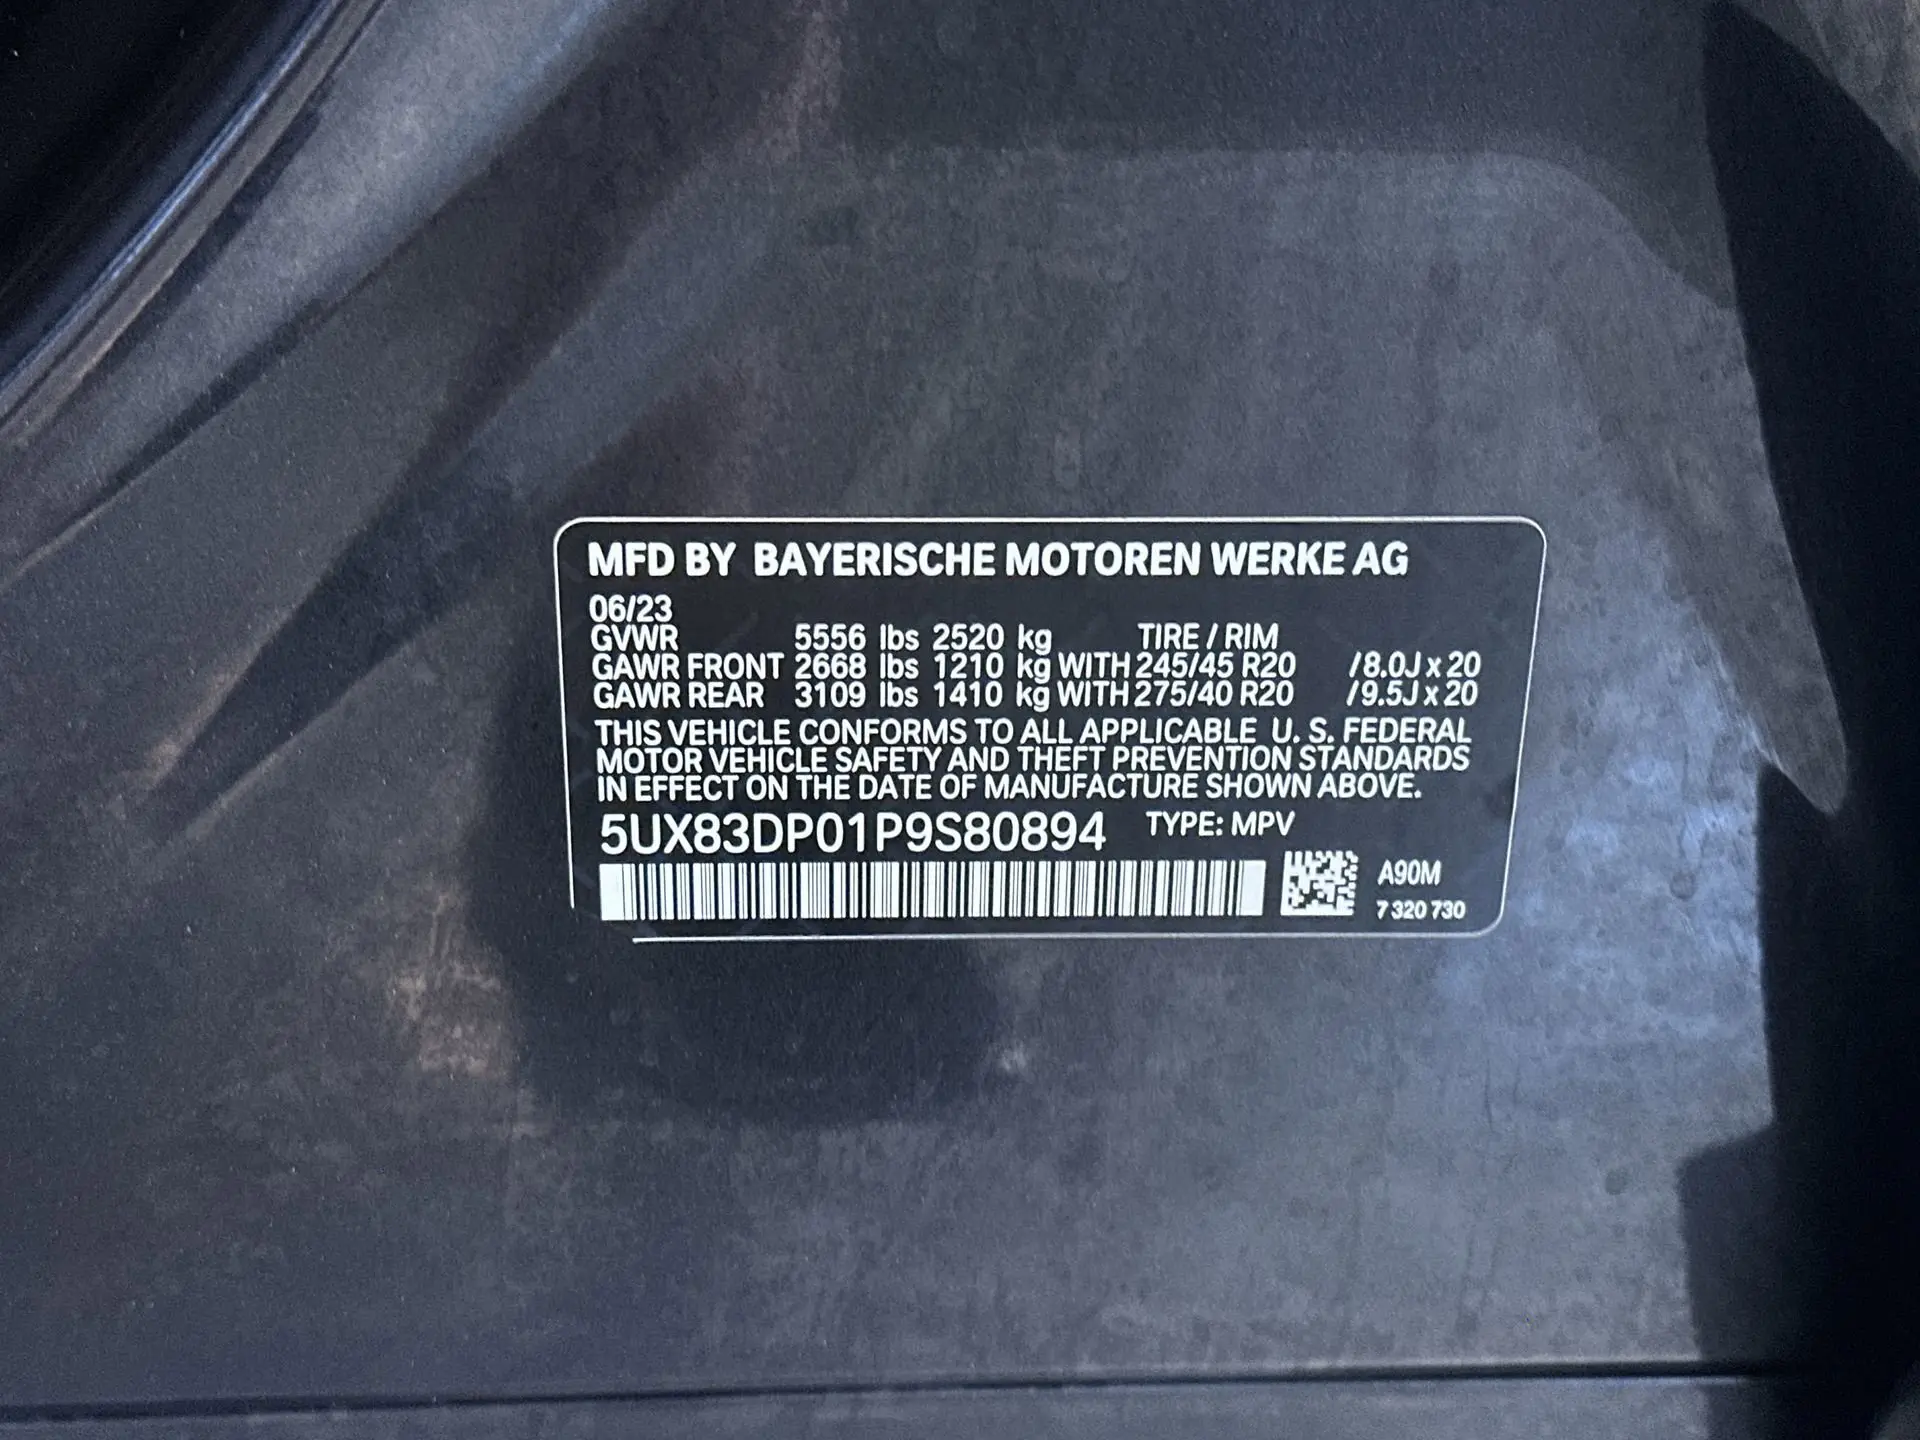 MFD BY BAYERISCHE MOTOREN WERKE AG
06/23
GVWR 5556 lbs 2520 kg TIRE / RIM
GAWR FRONT 2668 lbs 1210 kg WITH 245/45 R20 /8.0J x 20
GAWR REAR 3109 lbs 1410 kg WITH 275/40 R20 /9.5J x 20
THIS VEHICLE CONFORMS TO ALL APPLICABLE U. S. FEDERAL
MOTOR VEHICLE SAFETY AND THEFT PREVENTION STANDARDS
IN EFFECT ON THE DATE OF MANUFACTURE SHOWN ABOVE.
5UX83DP01P9S80894 TYPE: MPV
A90M
7 320 730